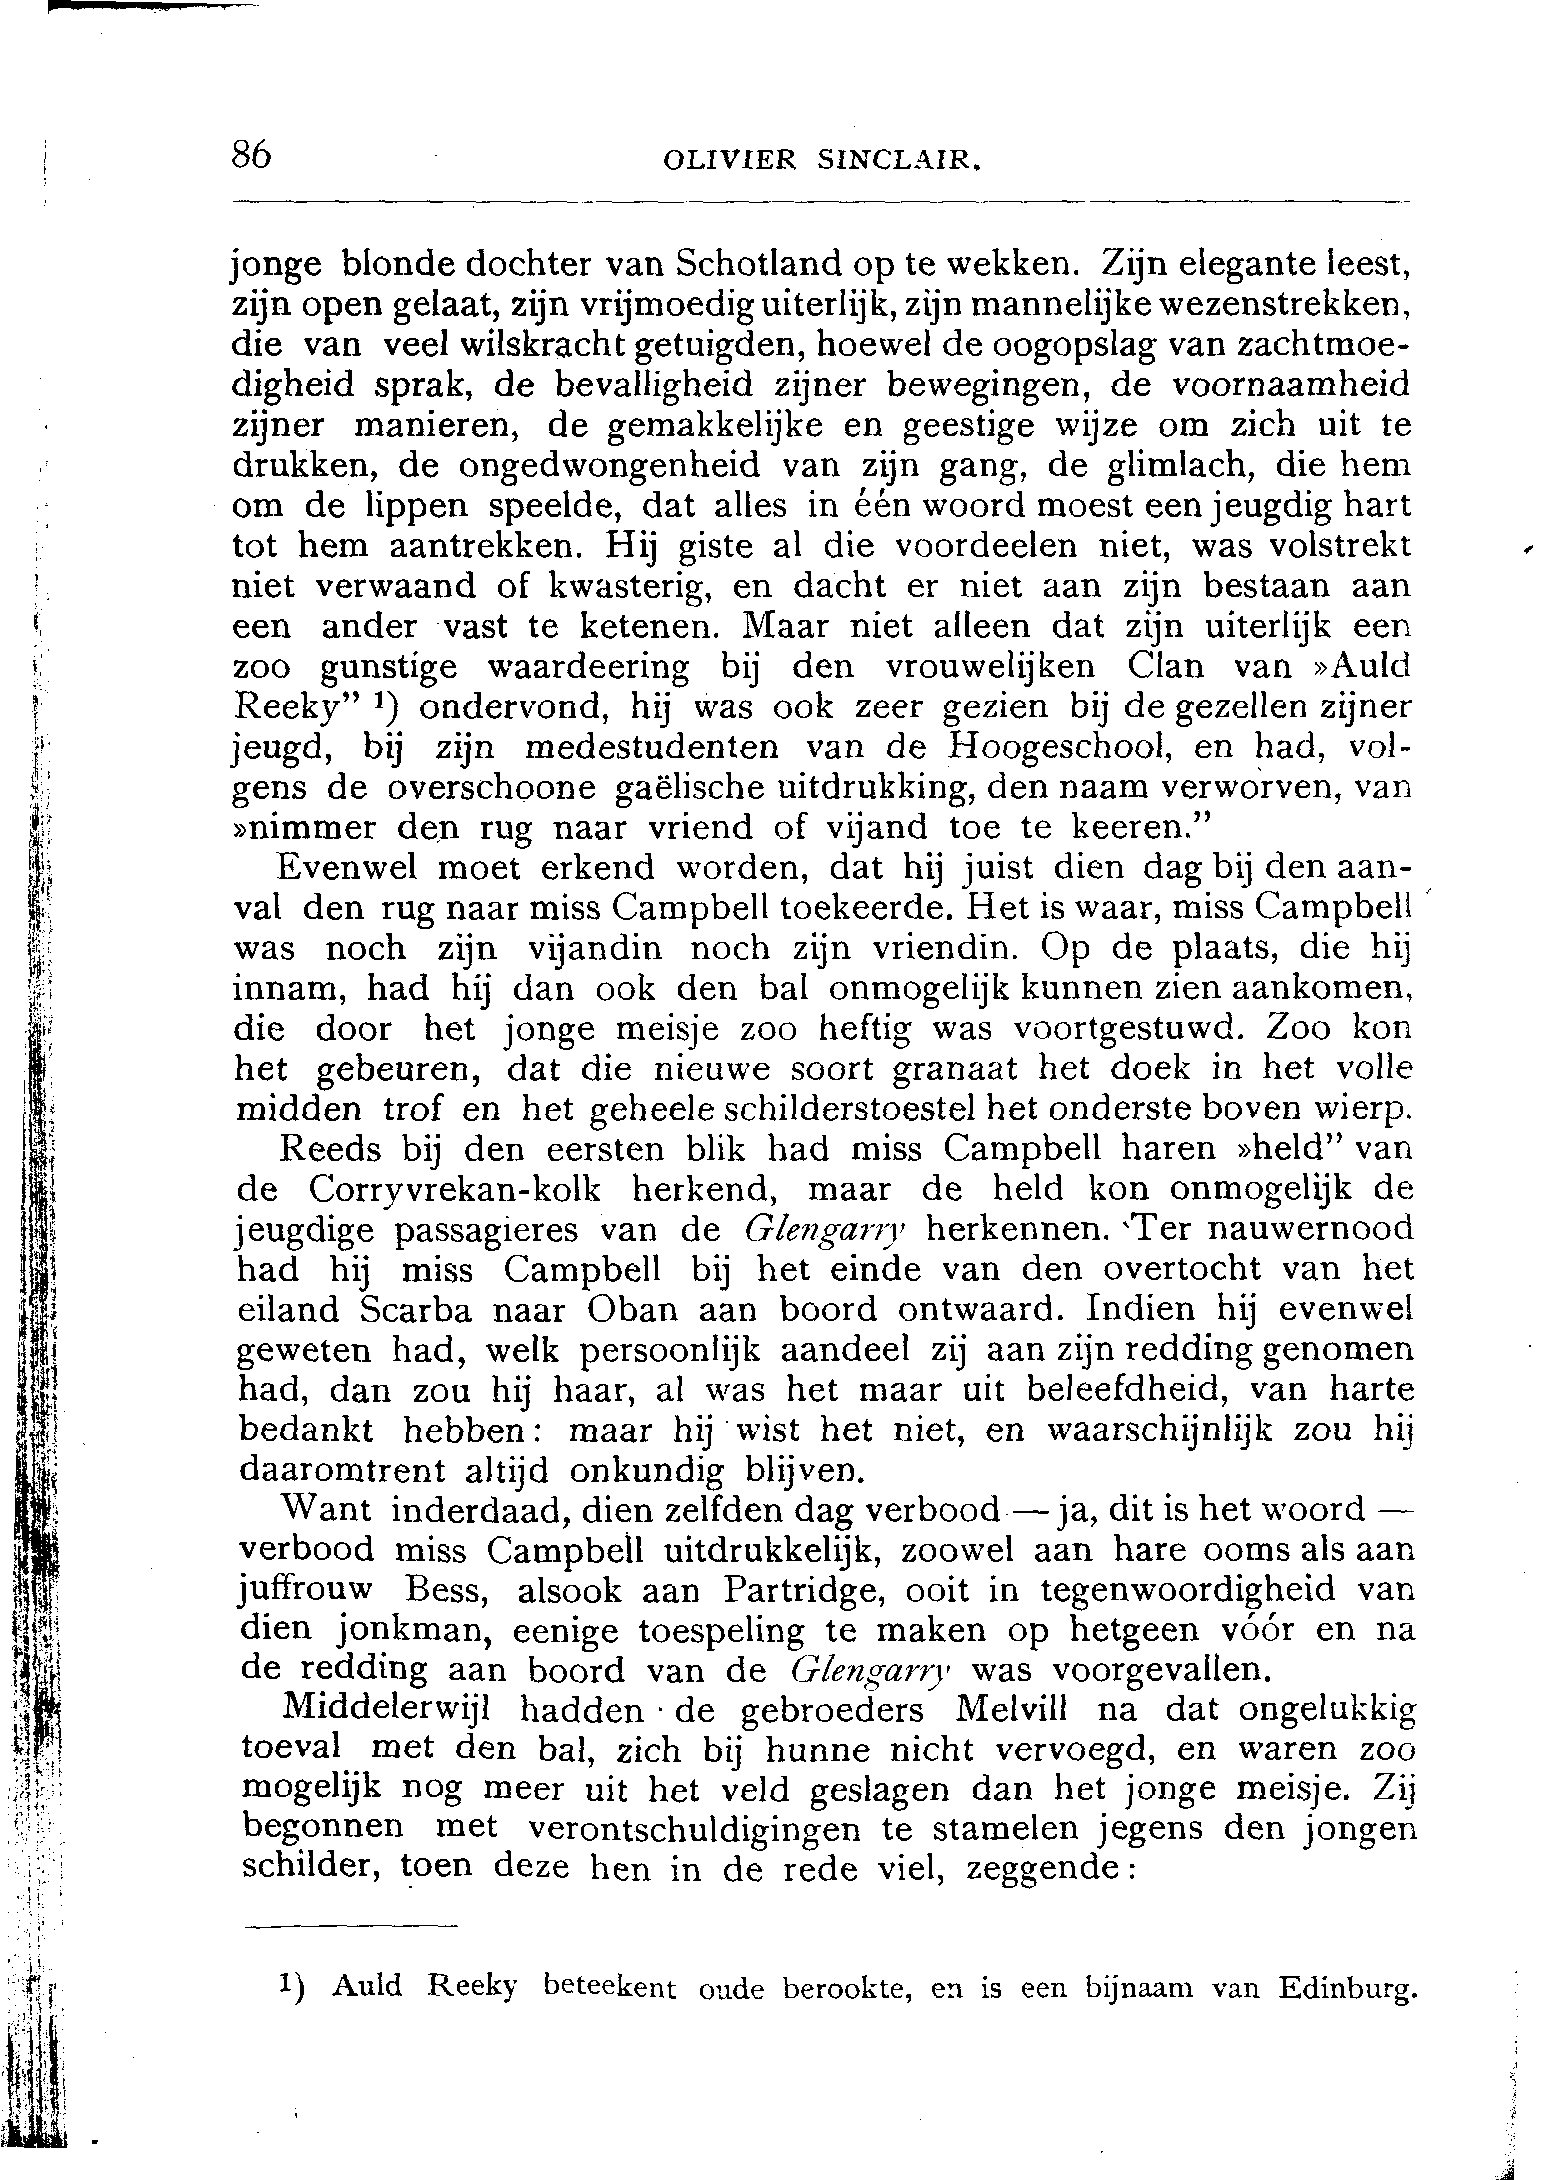 86
OLIVIER SINCLAIR.
jonge blonde dochter van Schotland op te wekken. Zijn elegante leest,
zijn open gelaat, zijn vrijmoedig uiterlijk, zijn mannelijke wezenstrekken,
die van veel wilskracht getuigden, hoewel de oogopslag van zachtmoe-
digheid sprak, de bevalligheid zijner bewegingen, de voornaamheid
zijner manieren, de gemakkelijke en geestige wijze om zich uit te
drukken, de ongedwongenheid van zijn gang, de glimlach, die hem
om de lippen speelde, dat alles in één woord moest een jeugdig hart
tot hem aantrekken. Hij giste al die voordeelen niet, was volstrekt
niet verwaand of kwasterig, en dacht er niet aan zijn bestaan aan
een ander vast te ketenen. Maar niet alleen dat zijn uiterlijk een
zoo gunstige waardeering bij den vrouwelijken Clan van »Auld
Reeky” ¹) ondervond, hij was ook zeer gezien bij de gezellen zijner
jeugd, bij zijn medestudenten van de Hoogeschool, en had, vol-
gens de overschoone gaëlische uitdrukking, den naam verworven, van
»nimmer den rug naar vriend of vijand toe te keeren.”
Evenwel moet erkend worden, dat hij juist dien dag bij den aan-
val den rug naar miss Campbell toekeerde. Het is waar, miss Campbell
was noch zijn vijandin noch zijn vriendin. Op de plaats, die hij
innam, had hij dan ook den bal onmogelijk kunnen zien aankomen,
die door het jonge meisje zoo heftig was voortgestuwd. Zoo kon
het gebeuren, dat die nieuwe soort granaat het doek in het volle
midden trof en het geheele schilderstoestel het onderste boven wierp.
Reeds bij den eersten blik had miss Campbell haren »held” van
de Corryvrekan-kolk herkend, maar de held kon onmogelijk de
jeugdige passagieres van de Glengarry herkennen. Ter nauwernood
had hij miss Campbell bij het einde van den overtocht van het
eiland Scarba naar Oban aan boord ontwaard. Indien hij evenwel
geweten had, welk persoonlijk aandeel zij aan zijn redding genomen
had, dan zou hij haar, al was het maar uit beleefdheid, van harte
bedankt hebben: maar hij wist het niet, en waarschijnlijk zou hij
daaromtrent altijd onkundig blijven.
Want inderdaad, dien zelfden dag verbood — ja, dit is het woord —
verbood miss Campbell uitdrukkelijk, zoowel aan hare ooms als aan
juffrouw Bess, alsook aan Partridge, ooit in tegenwoordigheid van
dien jonkman, eenige toespeling te maken op hetgeen vóór en na
de redding aan boord van de Glengarry was voorgevallen.
Middelerwijl hadden de gebroeders Melvill na dat ongelukkig
toeval met den bal, zich bij hunne nicht vervoegd, en waren zoo
mogelijk nog meer uit het veld geslagen dan het jonge meisje. Zij
begonnen met verontschuldigingen te stamelen jegens den jongen
schilder, toen deze hen in de rede viel, zeggende:
1) Auld Reeky beteekent oude berookte, en is een bijnaam van Edinburg.